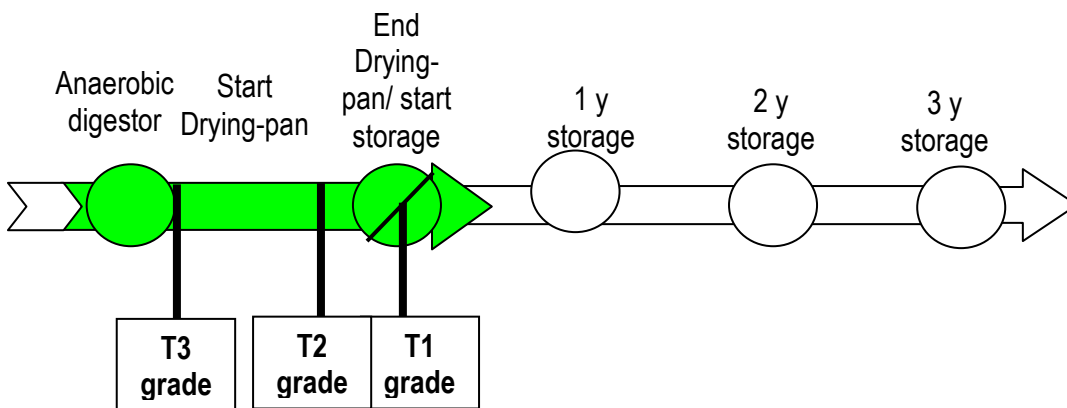 Anaerobic
digestor
Start
Drying-pan
End
Drying-
pan/ start
storage
1 y
storage
2 y
storage
3 y
storage
T3
grade
T2
grade
T1
grade